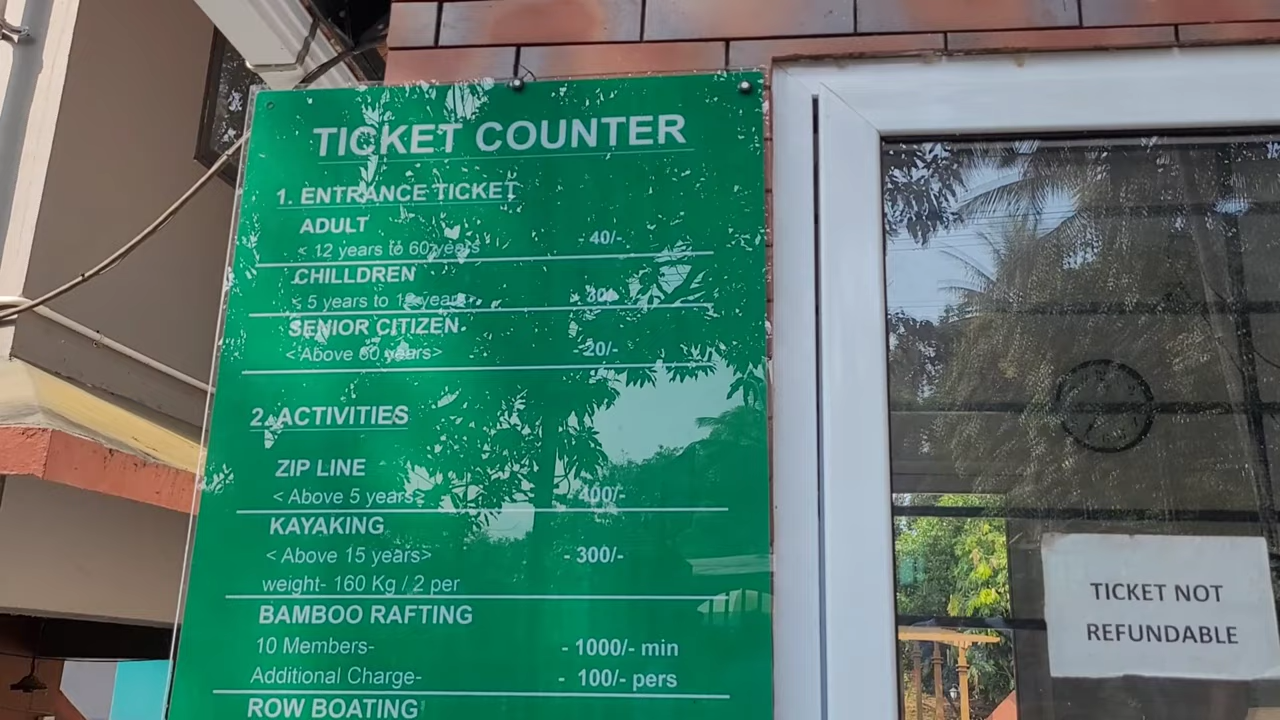 TICKET COUNTER
1. ENTRANCE TICKET
ADULT
< 12 years to 60 years - 40/-
CHILLDREN
< 5 years to 12 years - 30/-
SENIOR CITIZEN
< Above 60 years> - 20/-
2. ACTIVITIES
ZIP LINE
< Above 5 years> - 400/-
KAYAKING
< Above 15 years> - 300/-
weight- 160 Kg / 2 per
BAMBOO RAFTING
10 Members- - 1000/- min
Additional Charge- - 100/- pers
ROW BOATING
TICKET NOT
REFUNDABLE